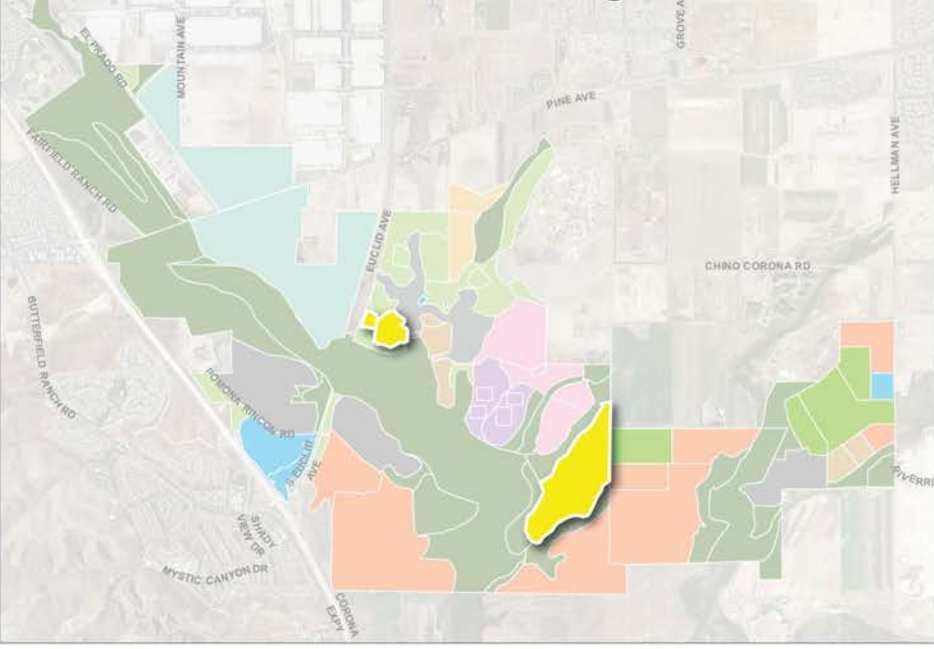 GROVE A
EL PRADO RD
MOUNTAIN AVE
PINE AVE
FAIRFIELD RANCH RD
HELLMAN AVE
EUCLID AVE
CHINO CORONA RD
BUTTERFIELD RANCH RD
POMONA RINCON RD
S EUCLID
AVE
RIVERRI
SHADY
VIEW DR
MYSTIC CANYON DR
CORONA
EXPY